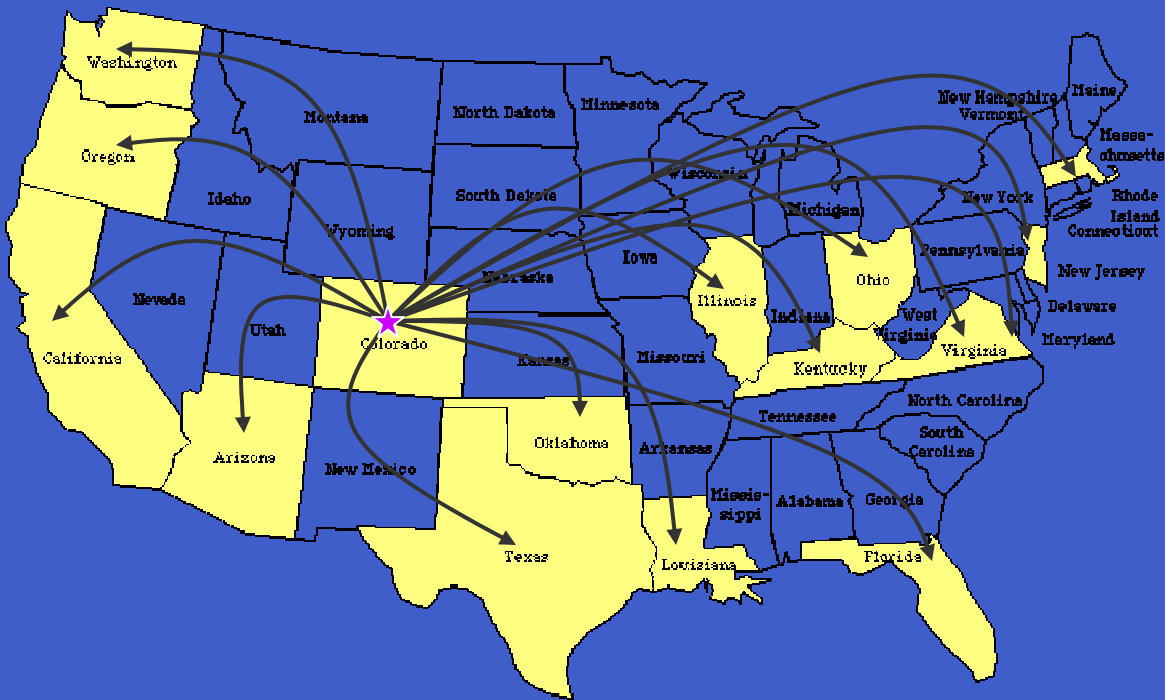 Washington
Montana
North Dakota
Minnesota
New Hampshire
Vermont
Maine
Massa-
chusetts
Oregon
Idaho
Wyoming
South Dakota
Wisconsin
Michigan
New York
Rhode
Island
Connecticut
Nevada
Utah
Colorado
Nebraska
Iowa
Illinois
Indiana
Ohio
Pennsylvania
New Jersey
Delaware
Maryland
West
Virginia
Virginia
California
Kansas
Missouri
Kentucky
Arizona
New Mexico
Oklahoma
Arkansas
Tennessee
North Carolina
South
Carolina
Texas
Louisiana
Missis-
sippi
Alabama
Georgia
Florida